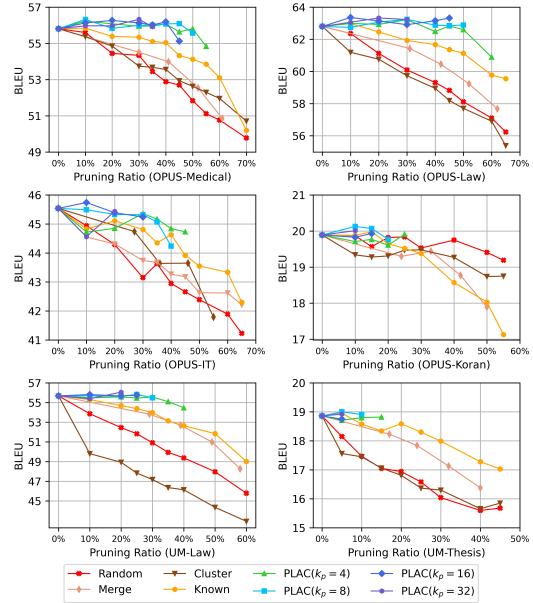 57
55
53
51
49
BLEU
0% 10% 20% 30% 40% 50% 60% 70%
Pruning Ratio (OPUS-Medical)
64
62
60
58
56
BLEU
0% 10% 20% 30% 40% 50% 60% 70%
Pruning Ratio (OPUS-Law)
46
45
44
43
42
41
BLEU
0% 10% 20% 30% 40% 50% 60% 70%
Pruning Ratio (OPUS-IT)
21
20
19
18
17
BLEU
0% 10% 20% 30% 40% 50% 60%
Pruning Ratio (OPUS-Koran)
57
55
53
51
49
47
45
BLEU
0% 10% 20% 30% 40% 50% 60%
Pruning Ratio (UM-Law)
20
19
18
17
16
15
BLEU
0% 10% 20% 30% 40% 50%
Pruning Ratio (UM-Thesis)
Random Cluster PLAC(kₚ = 4) PLAC(kₚ = 16)
Merge Known PLAC(kₚ = 8) PLAC(kₚ = 32)